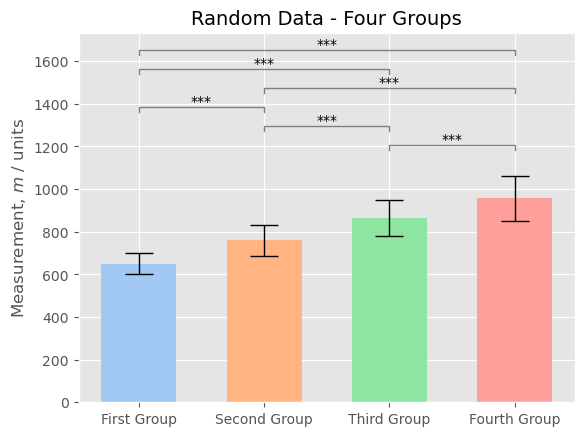 Random Data - Four Groups
Measurement, m / units
1600
1400
1200
1000
800
600
400
200
0
***
***
***
***
***
***
First Group
Second Group
Third Group
Fourth Group